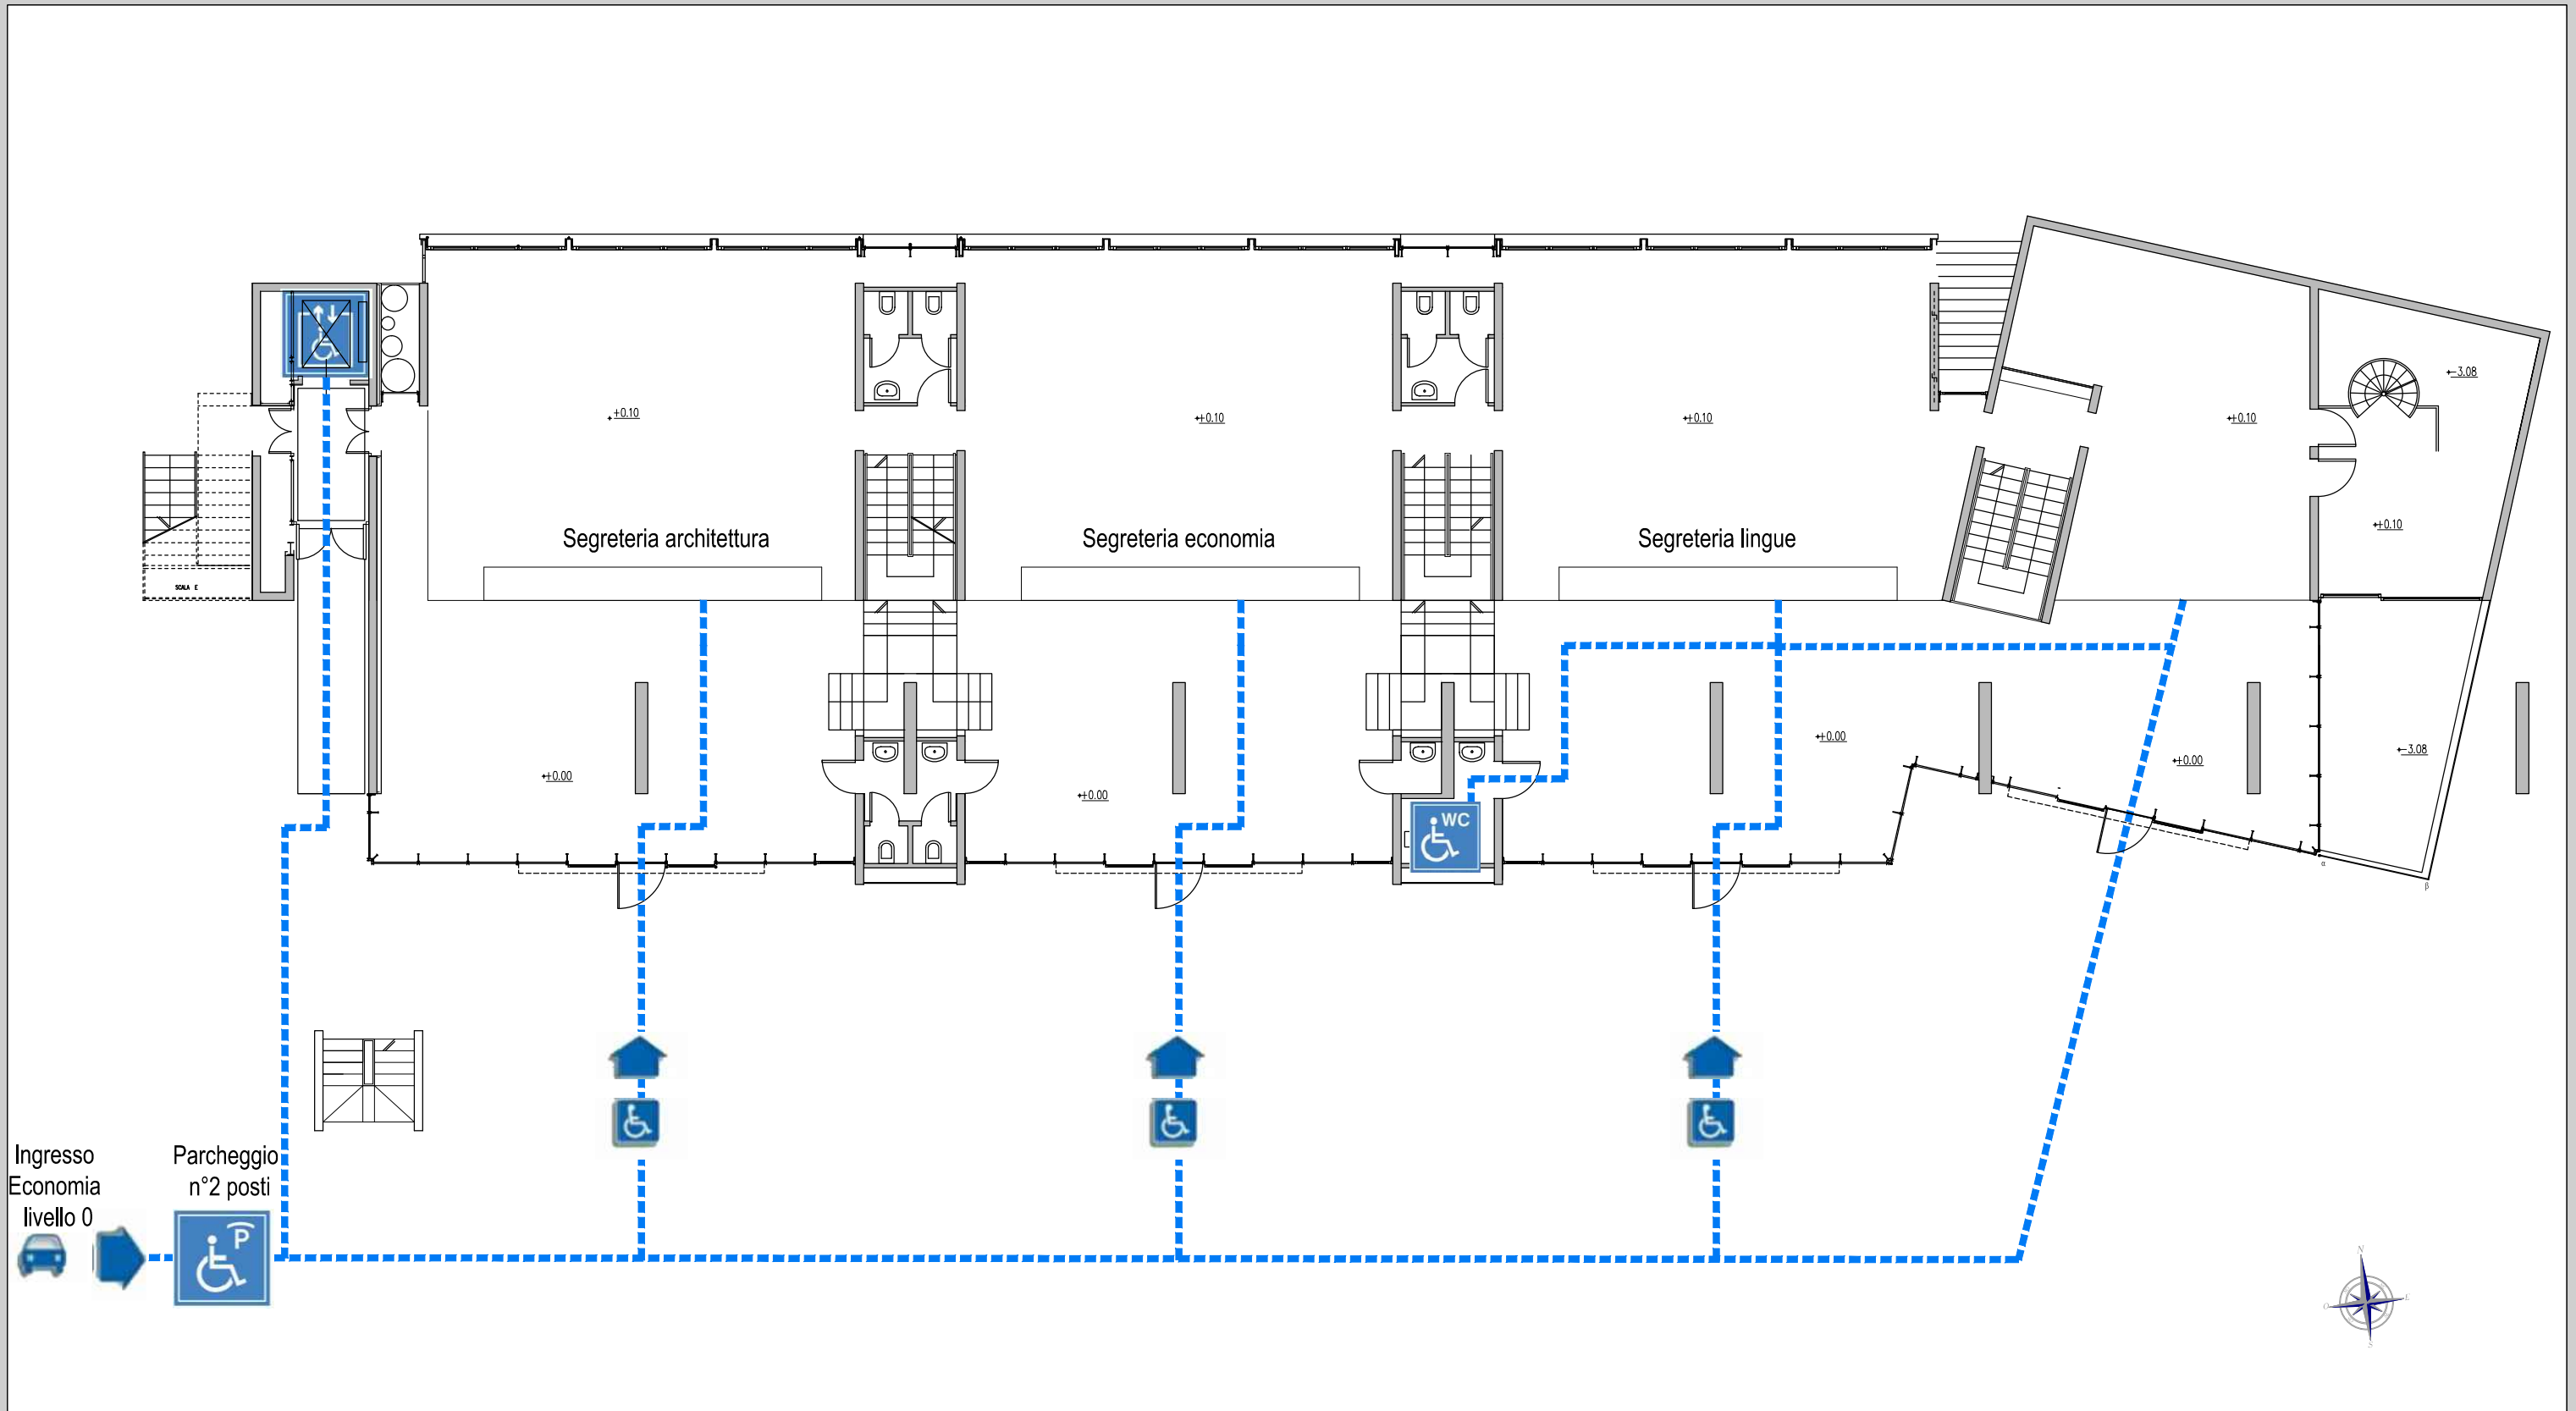 +0.10
+0.10
+0.10
+0.10
-3.08
+0.10
Segreteria architettura
Segreteria economia
Segreteria lingue
SCALA E
+0.00
+0.00
+0.00
+0.00
-3.08
WC
α
β
Ingresso
Economia
livello 0
Parcheggio
n°2 posti
P
N
O
E
S